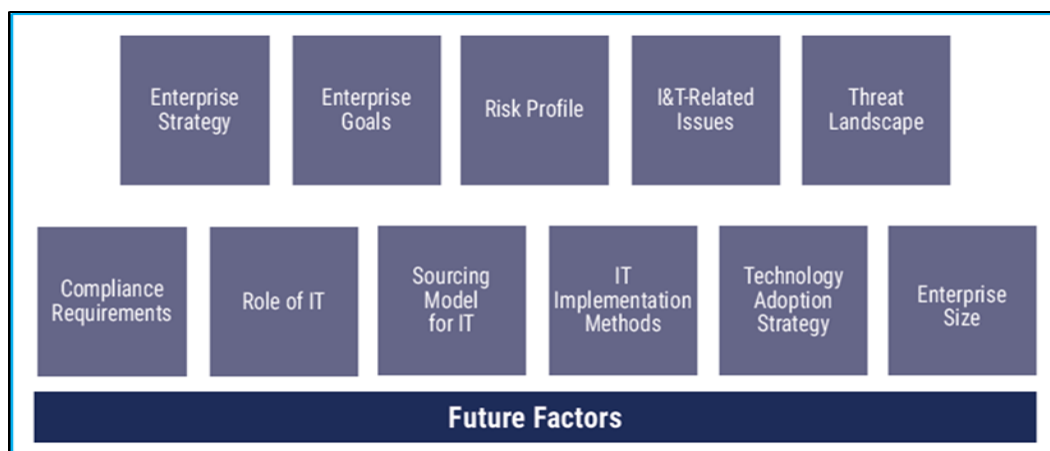 Enterprise
Strategy
Enterprise
Goals
Risk Profile
I&T-Related
Issues
Threat
Landscape
Compliance
Requirements
Role of IT
Sourcing
Model
for IT
IT
Implementation
Methods
Technology
Adoption
Strategy
Enterprise
Size
Future Factors